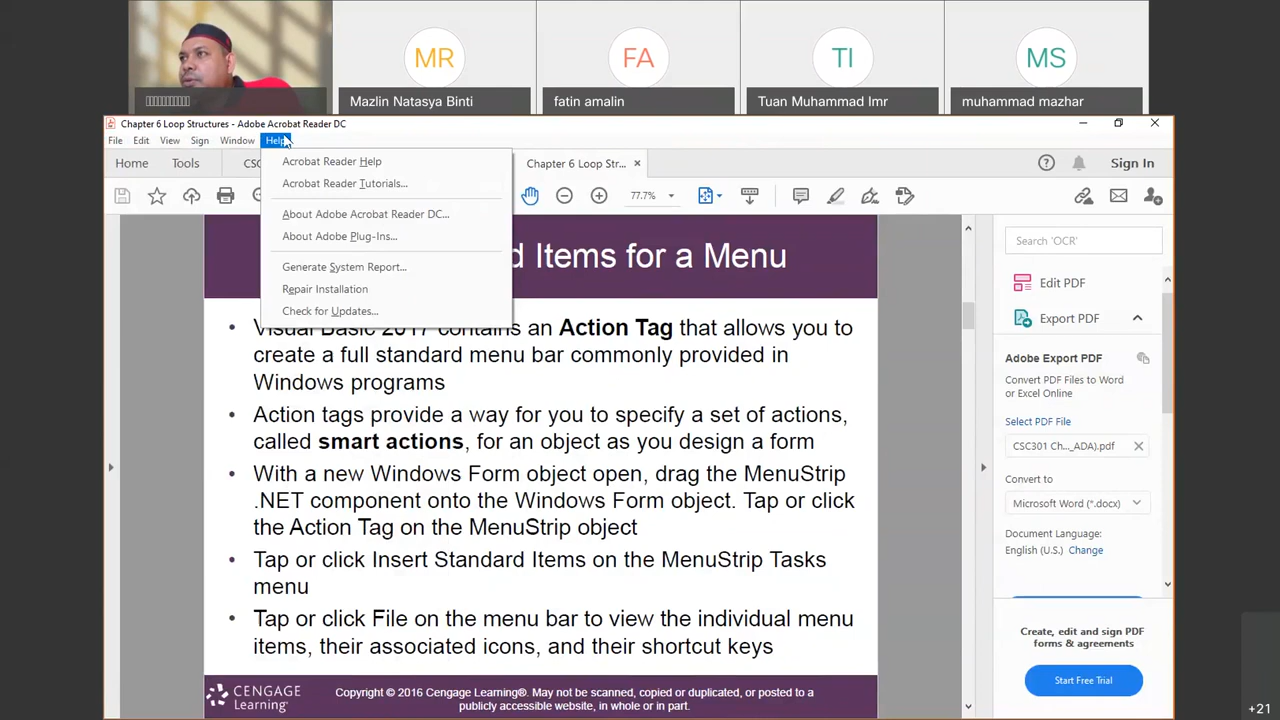 MR
FA
TI
MS
Mazlin Natasya Binti
fatin amalin
Tuan Muhammad Imr
muhammad mazhar
Chapter 6 Loop Structures - Adobe Acrobat Reader DC
File Edit View Sign Window Help
Home Tools CSC
Chapter 6 Loop Str... ×
Sign In
77.7%
Acrobat Reader Help
Acrobat Reader Tutorials...
About Adobe Acrobat Reader DC...
About Adobe Plug-Ins...
Generate System Report...
Repair Installation
Check for Updates...
d Items for a Menu
• Visual Basic 2017 contains an Action Tag that allows you to
create a full standard menu bar commonly provided in
Windows programs
• Action tags provide a way for you to specify a set of actions,
called smart actions, for an object as you design a form
• With a new Windows Form object open, drag the MenuStrip
.NET component onto the Windows Form object. Tap or click
the Action Tag on the MenuStrip object
• Tap or click Insert Standard Items on the MenuStrip Tasks
menu
• Tap or click File on the menu bar to view the individual menu
items, their associated icons, and their shortcut keys
CENGAGE
Learning®
Copyright © 2016 Cengage Learning®. May not be scanned, copied or duplicated, or posted to a
publicly accessible website, in whole or in part.
Search 'OCR'
Edit PDF
Export PDF
Adobe Export PDF
Convert PDF Files to Word
or Excel Online
Select PDF File
CSC301 Ch..._ADA).pdf
Convert to
Microsoft Word (*.docx)
Document Language:
English (U.S.) Change
Create, edit and sign PDF
forms & agreements
Start Free Trial
+21